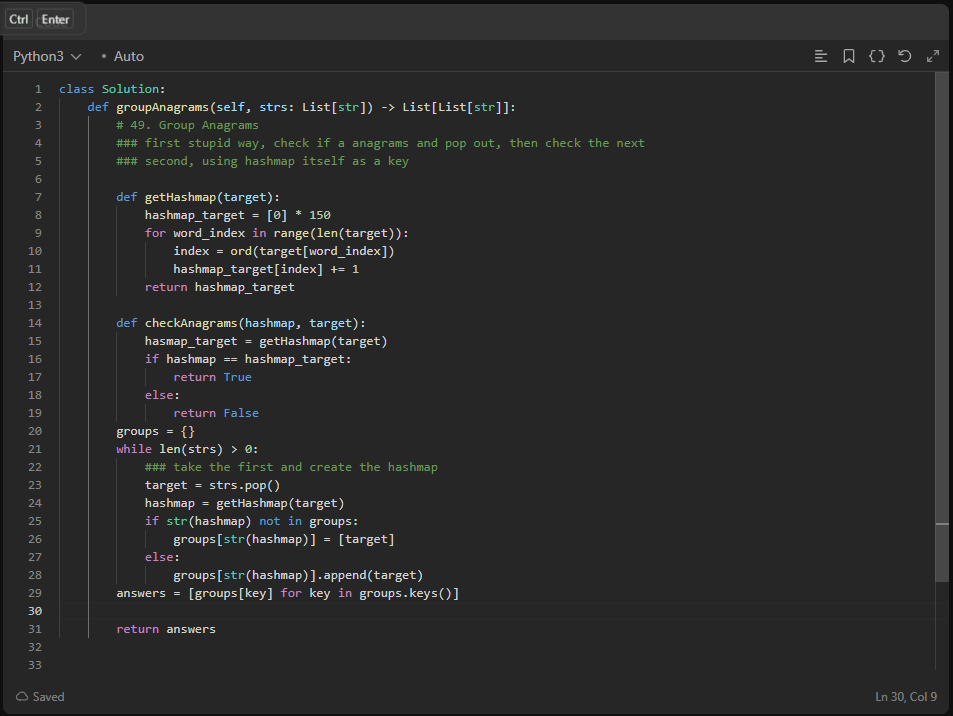 Ctrl Enter
Python3 • Auto
1 class Solution:
2 def groupAnagrams(self, strs: List[str]) -> List[List[str]]:
3 # 49. Group Anagrams
4 ### first stupid way, check if a anagrams and pop out, then check the next
5 ### second, using hashmap itself as a key
6
7 def getHashmap(target):
8 hashmap_target = [0] * 150
9 for word_index in range(len(target)):
10 index = ord(target[word_index])
11 hashmap_target[index] += 1
12 return hashmap_target
13
14 def checkAnagrams(hashmap, target):
15 hasmap_target = getHashmap(target)
16 if hashmap == hashmap_target:
17 return True
18 else:
19 return False
20 groups = {}
21 while len(strs) > 0:
22 ### take the first and create the hashmap
23 target = strs.pop()
24 hashmap = getHashmap(target)
25 if str(hashmap) not in groups:
26 groups[str(hashmap)] = [target]
27 else:
28 groups[str(hashmap)].append(target)
29 answers = [groups[key] for key in groups.keys()]
30
31 return answers
32
33
Saved Ln 30, Col 9